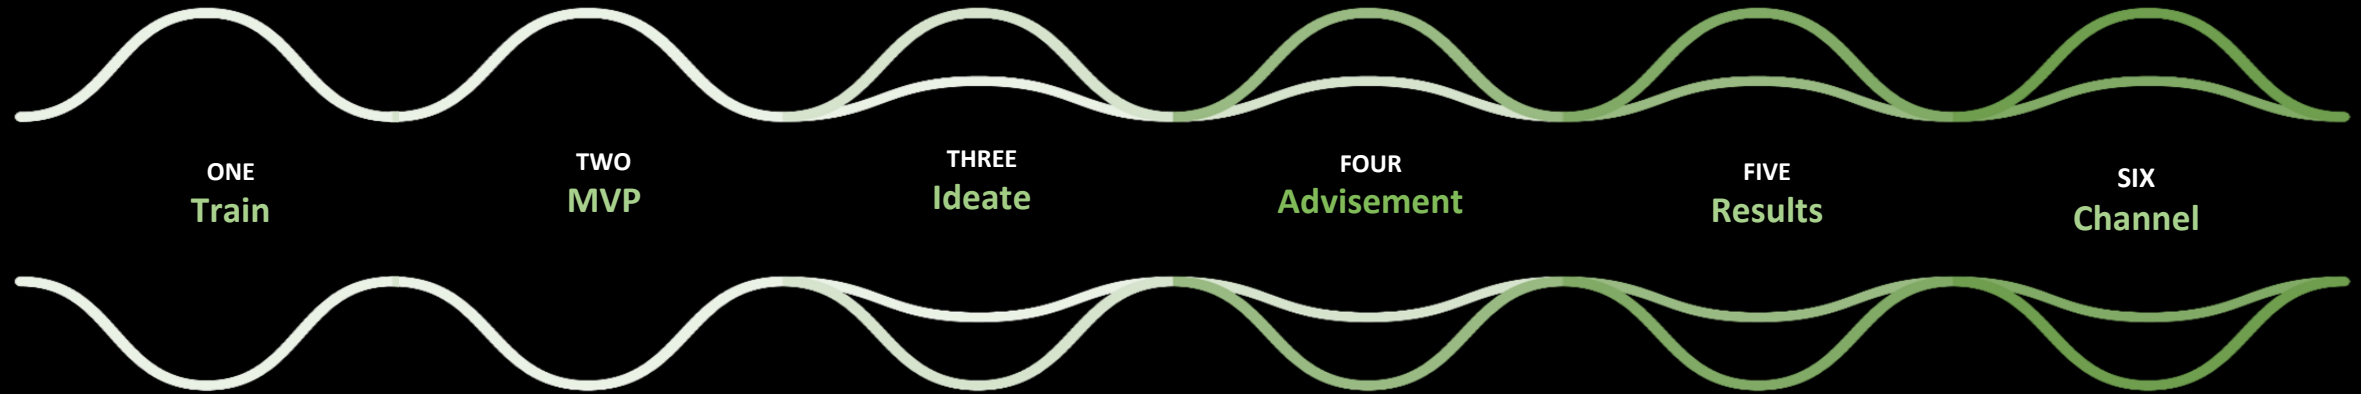 ONE
Train
TWO
MVP
THREE
Ideate
FOUR
Advisement
FIVE
Results
SIX
Channel